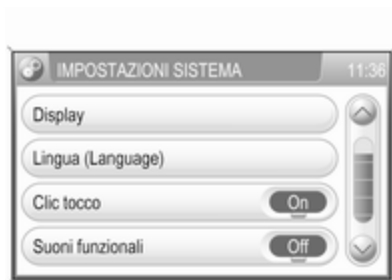 IMPOSTAZIONI SISTEMA 11:36
Display
Lingua (Language)
Clic tocco On
Suoni funzionali Off